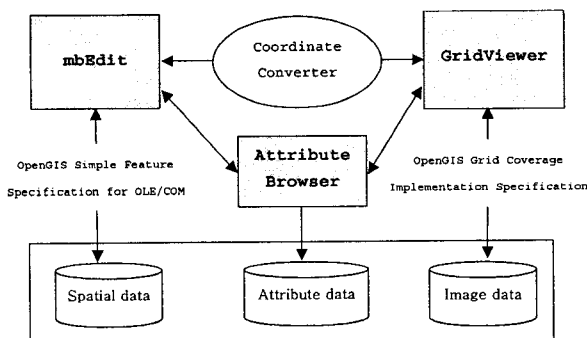 mbEdit
Coordinate
Converter
GridViewer
OpenGIS Simple Feature
Specification for OLE/COM
Attribute
Browser
OpenGIS Grid Coverage
Implementation Specification
Spatial data
Attribute data
Image data